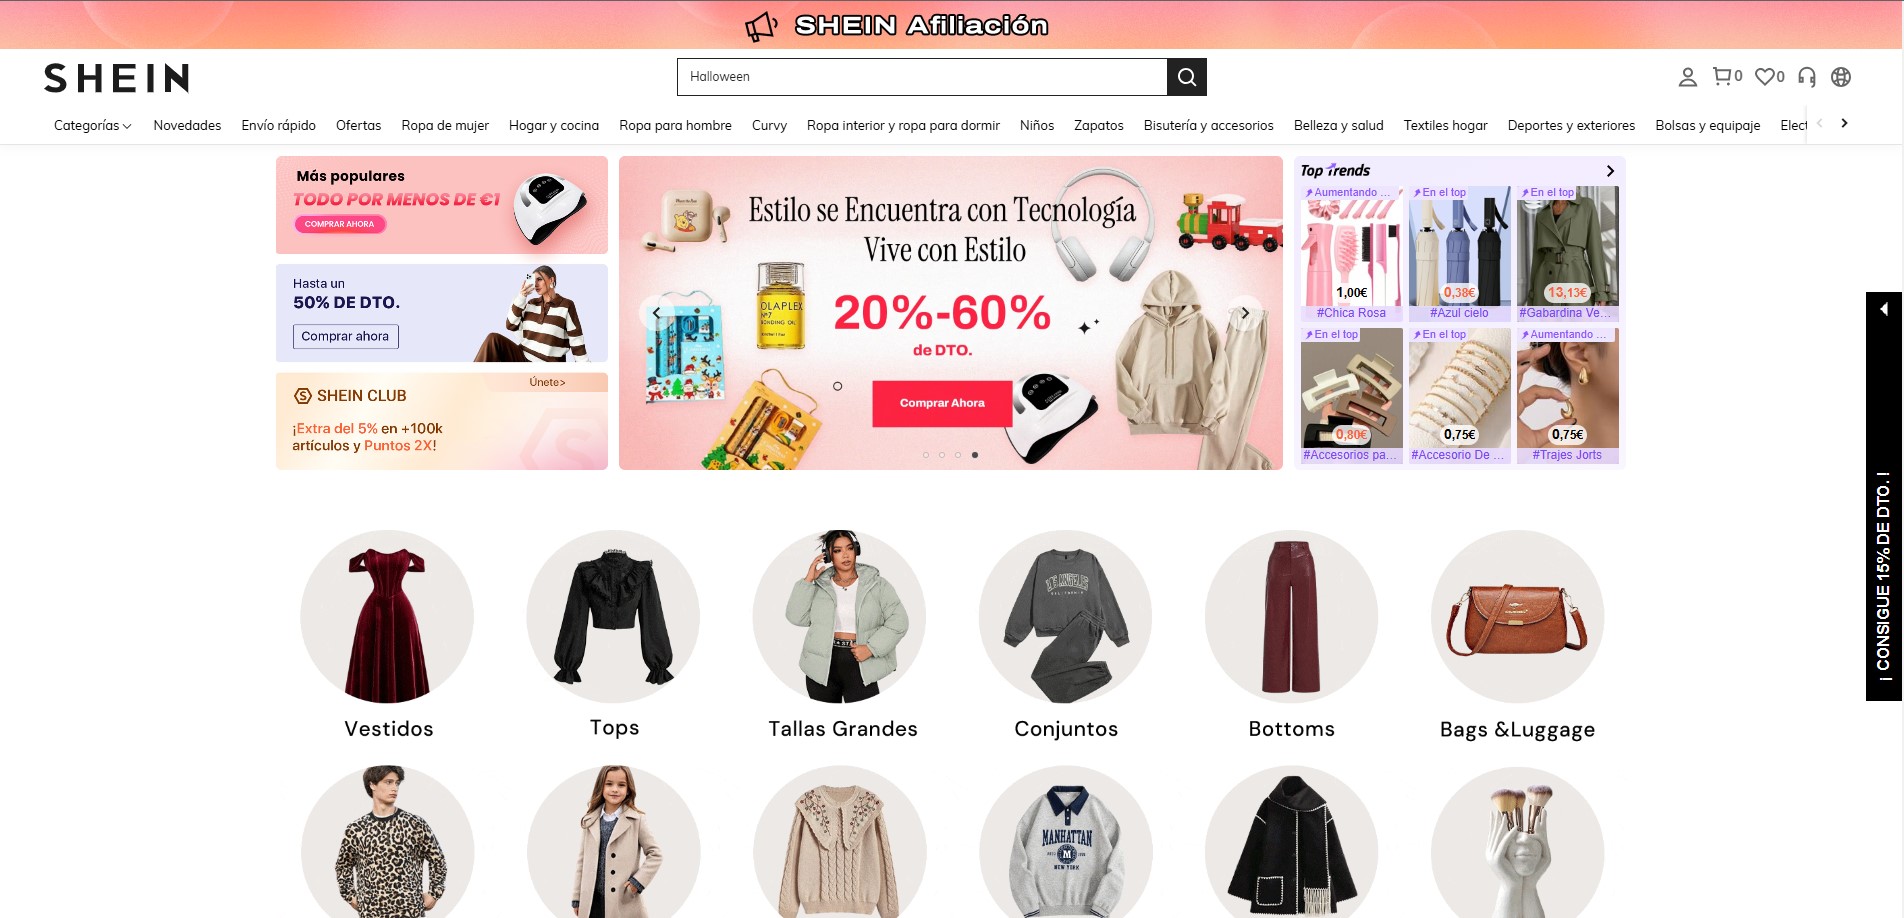 SHEIN Afiliación
SHEIN
Halloween
0
0
Categorías
Novedades
Envío rápido
Ofertas
Ropa de mujer
Hogar y cocina
Ropa para hombre
Curvy
Ropa interior y ropa para dormir
Niños
Zapatos
Bisutería y accesorios
Belleza y salud
Textiles hogar
Deportes y exteriores
Bolsas y equipaje
Elect
Más populares
TODO POR MENOS DE €1
COMPRAR AHORA
Hasta un
50% DE DTO.
Comprar ahora
Únete>
SHEIN CLUB
¡Extra del 5% en +100k
artículos y Puntos 2X!
Estilo se Encuentra con Tecnología
Vive con Estilo
20%-60%
de DTO.
Comprar Ahora
OLAPLEX
Nº7
BONDING OIL
Top Trends
Aumentando ...
En el top
En el top
1,00€
0,38€
13,13€
#Chica Rosa
#Azul cielo
#Gabardina Ve...
En el top
En el top
Aumentando ...
0,80€
0,75€
0,75€
#Accesorios pa...
#Accesorio De ...
#Trajes Jorts
¡ CONSIGUE 15% DE DTO. !
LOS ANGELES
CALIFORNIA
Vestidos
Tops
Tallas Grandes
Conjuntos
Bottoms
Bags &Luggage
MANHATTAN
M
NEW YORK